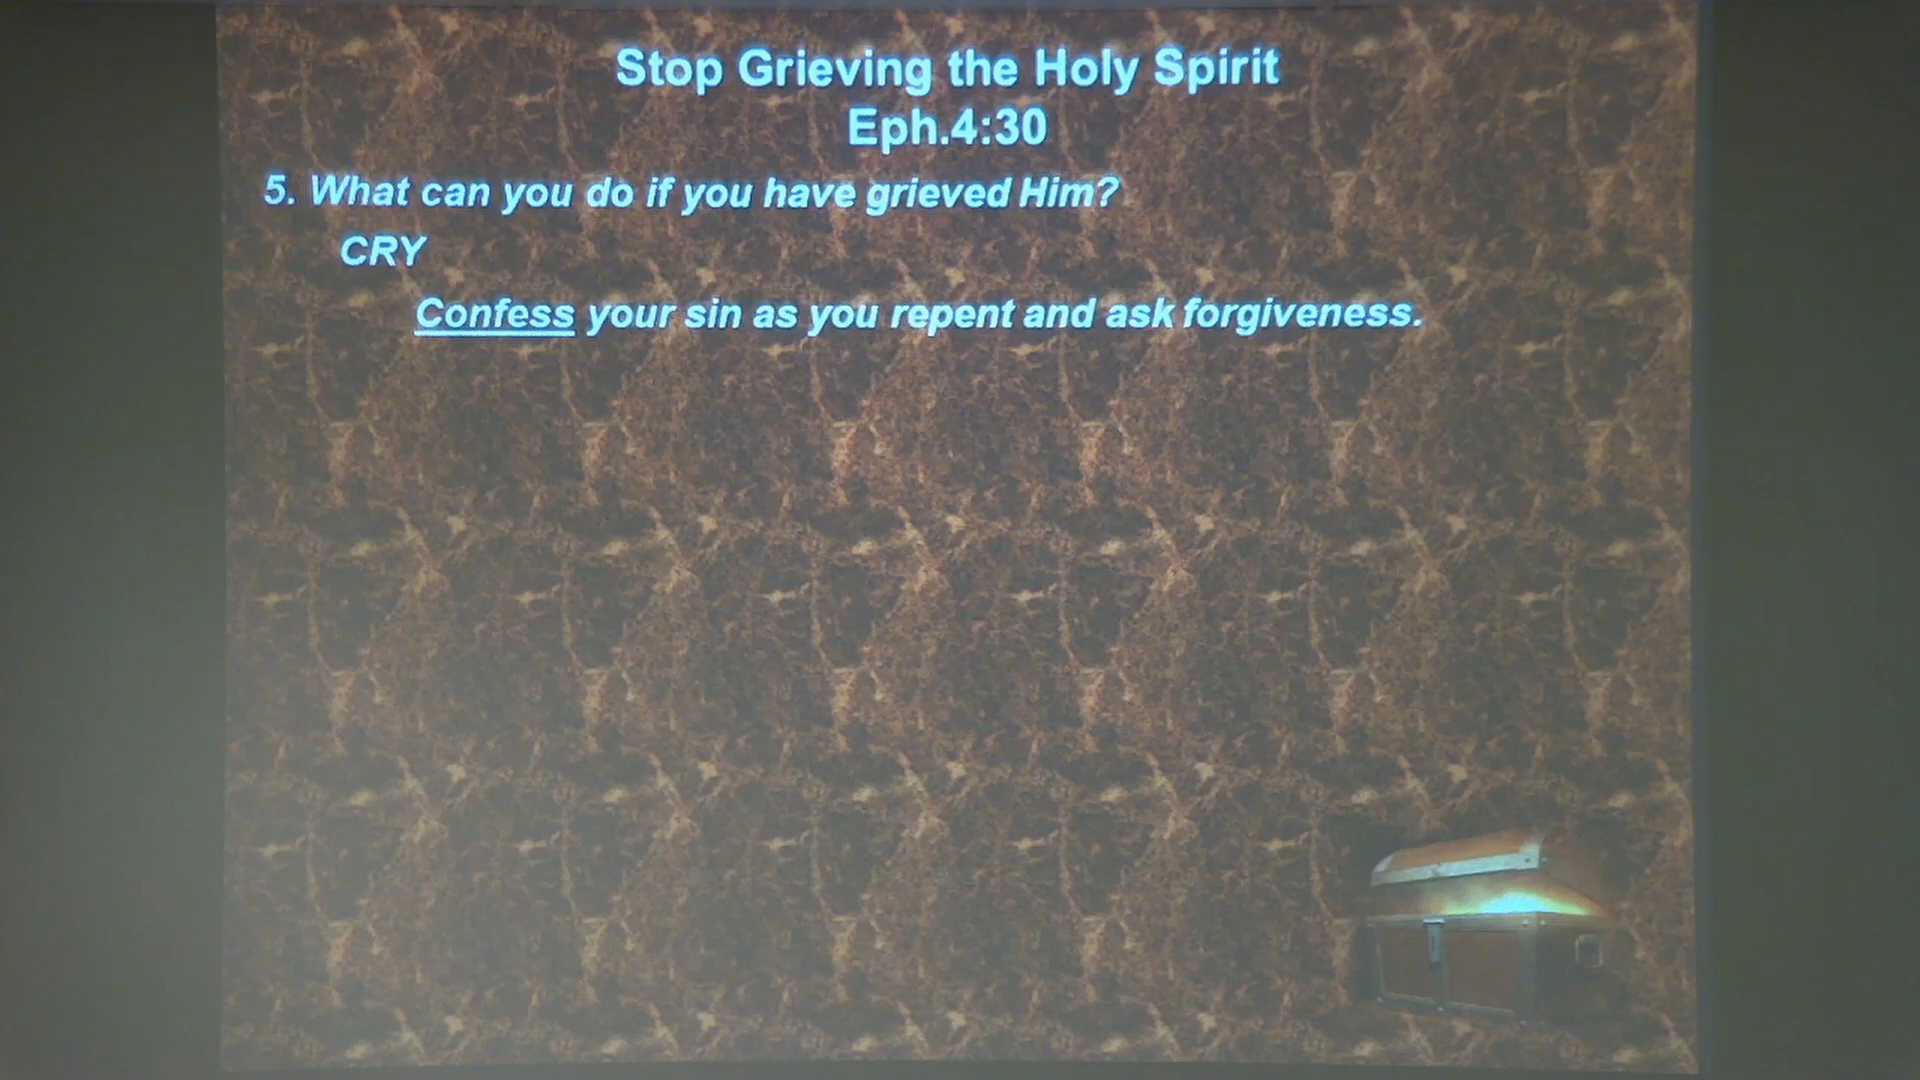 Stop Grieving the Holy Spirit
Eph.4:30
5. What can you do if you have grieved Him?
CRY
Confess your sin as you repent and ask forgiveness.